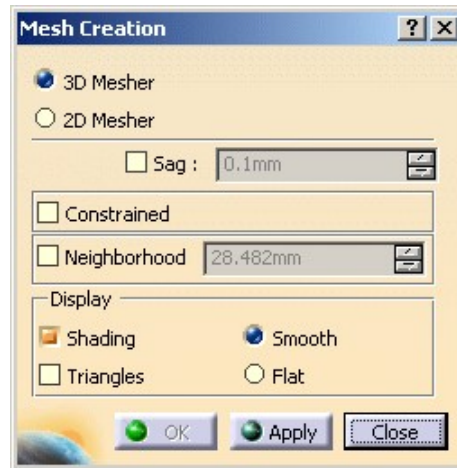 Mesh Creation
3D Mesher
2D Mesher
Sag : 0.1mm
Constrained
Neighborhood 28.482mm
Display
Shading Smooth
Triangles Flat
OK Apply Close